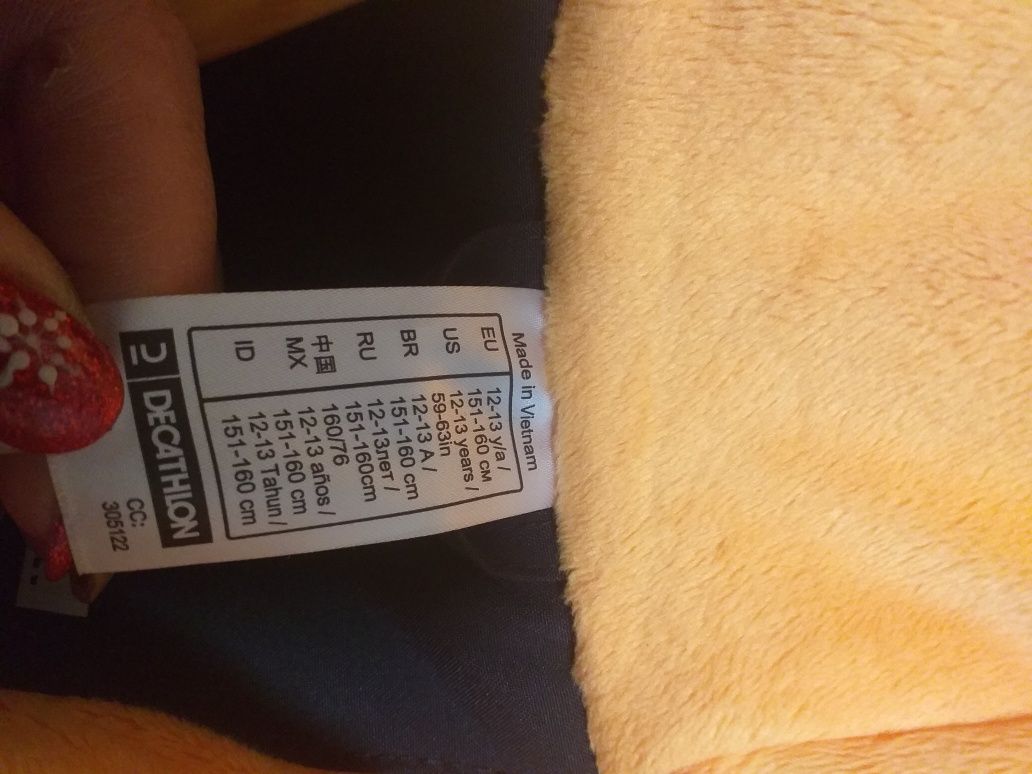 Made in Vietnam
EU 12-13 y/a /
151-160 cм
US 12-13 years /
59-63in
BR 12-13 A /
151-160 cm
RU 12-13лет /
151-160cm
中国 160/76
MX 12-13 años /
151-160 cm
ID 12-13 Tahun /
151-160 cm
DECATHLON
CC:
305122